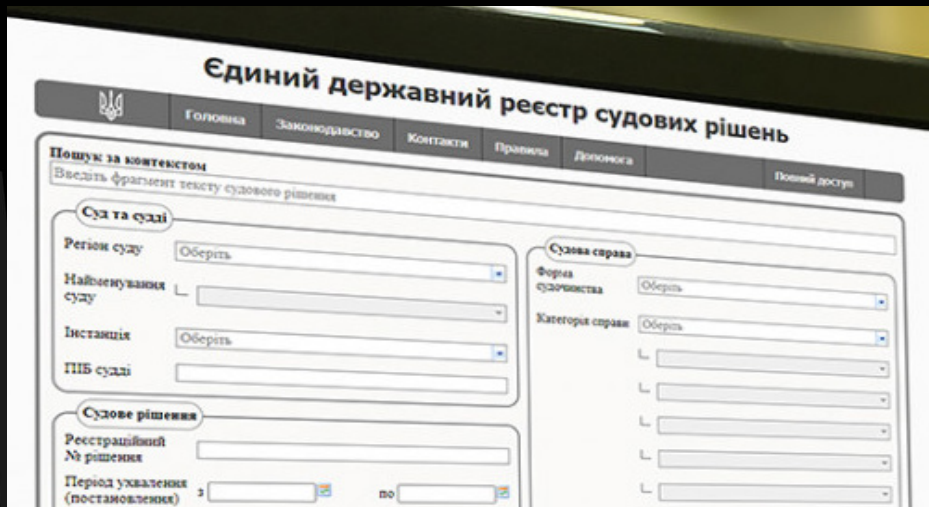 Єдиний державний реєстр судових рішень
Головна Законодавство Контакти Правила Допомога Повний доступ
Пошук за контекстом
Введіть фрагмент тексту судового рішення
Суд та судді
Регіон суду Оберіть
Найменування
суду
Інстанція Оберіть
ПІБ судді
Судове рішення
Реєстраційний
№ рішення
Період ухвалення
(постановлення) з по
Судова справа
Форма
судочинства Оберіть
Категорія справи Оберіть